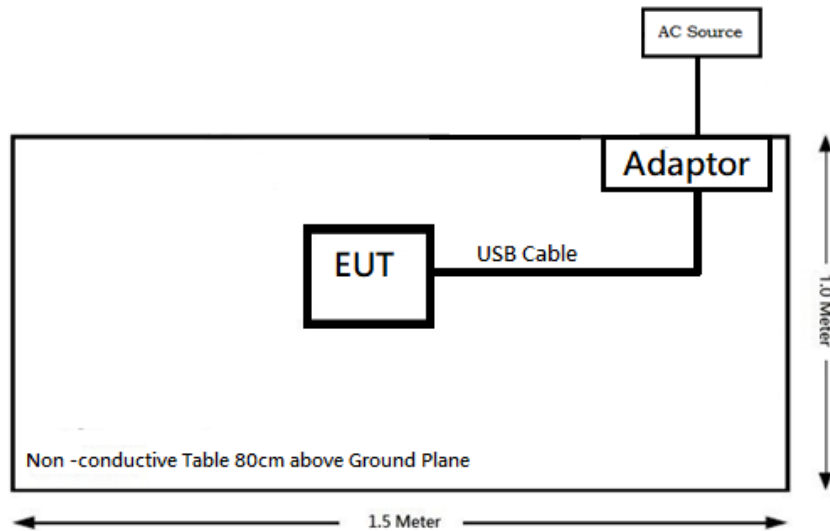 AC Source
Adaptor
EUT
USB Cable
1.0 Meter
Non -conductive Table 80cm above Ground Plane
1.5 Meter